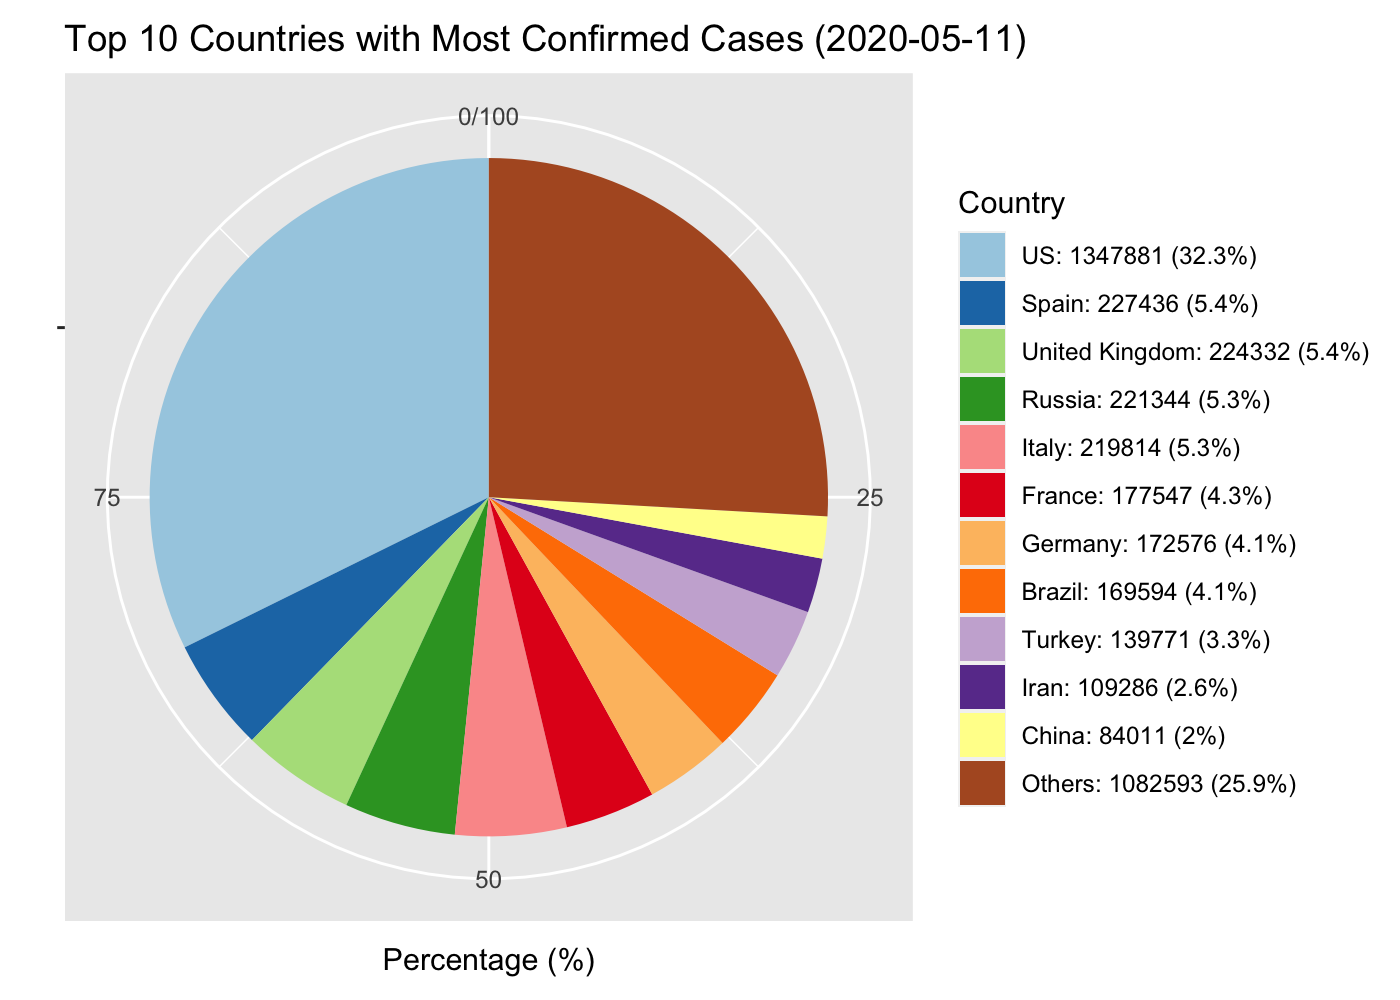 Top 10 Countries with Most Confirmed Cases (2020-05-11)
0/100
25
50
75
Percentage (%)
Country
US: 1347881 (32.3%)
Spain: 227436 (5.4%)
United Kingdom: 224332 (5.4%)
Russia: 221344 (5.3%)
Italy: 219814 (5.3%)
France: 177547 (4.3%)
Germany: 172576 (4.1%)
Brazil: 169594 (4.1%)
Turkey: 139771 (3.3%)
Iran: 109286 (2.6%)
China: 84011 (2%)
Others: 1082593 (25.9%)